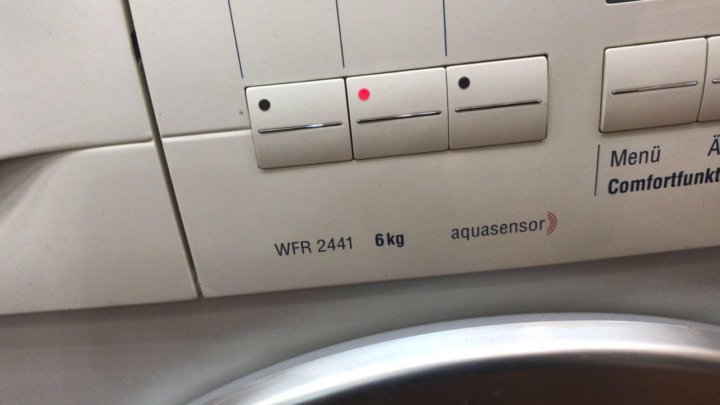 Menü
Comfortfunkt
WFR 2441 6kg aquasensor